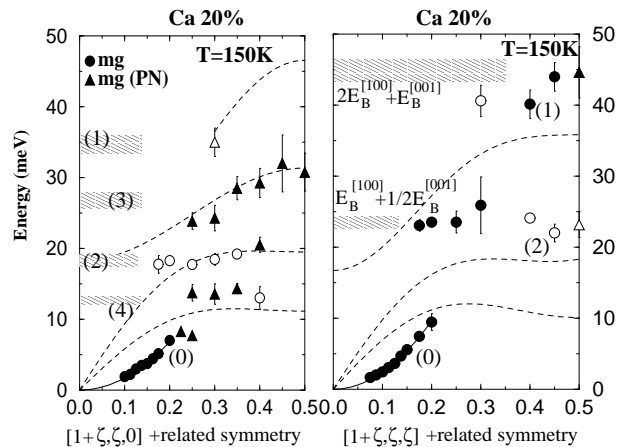 Ca 20% Ca 20%
50
40
30
20
10
0
Energy (meV)
mg
mg (PN)
T=150K
(1)
(3)
(2)
(4)
(0)
0.0 0.1 0.2 0.3 0.4 0.5
[1+ζ,ζ,0] +related symmetry
50
40
30
20
10
0
T=150K
2E_B^[100]+E_B^[001]
(1)
E_B^[100]+1/2E_B^[001]
(2)
(0)
0.0 0.1 0.2 0.3 0.4 0.5
[1+ζ,ζ,ζ] +related symmetry